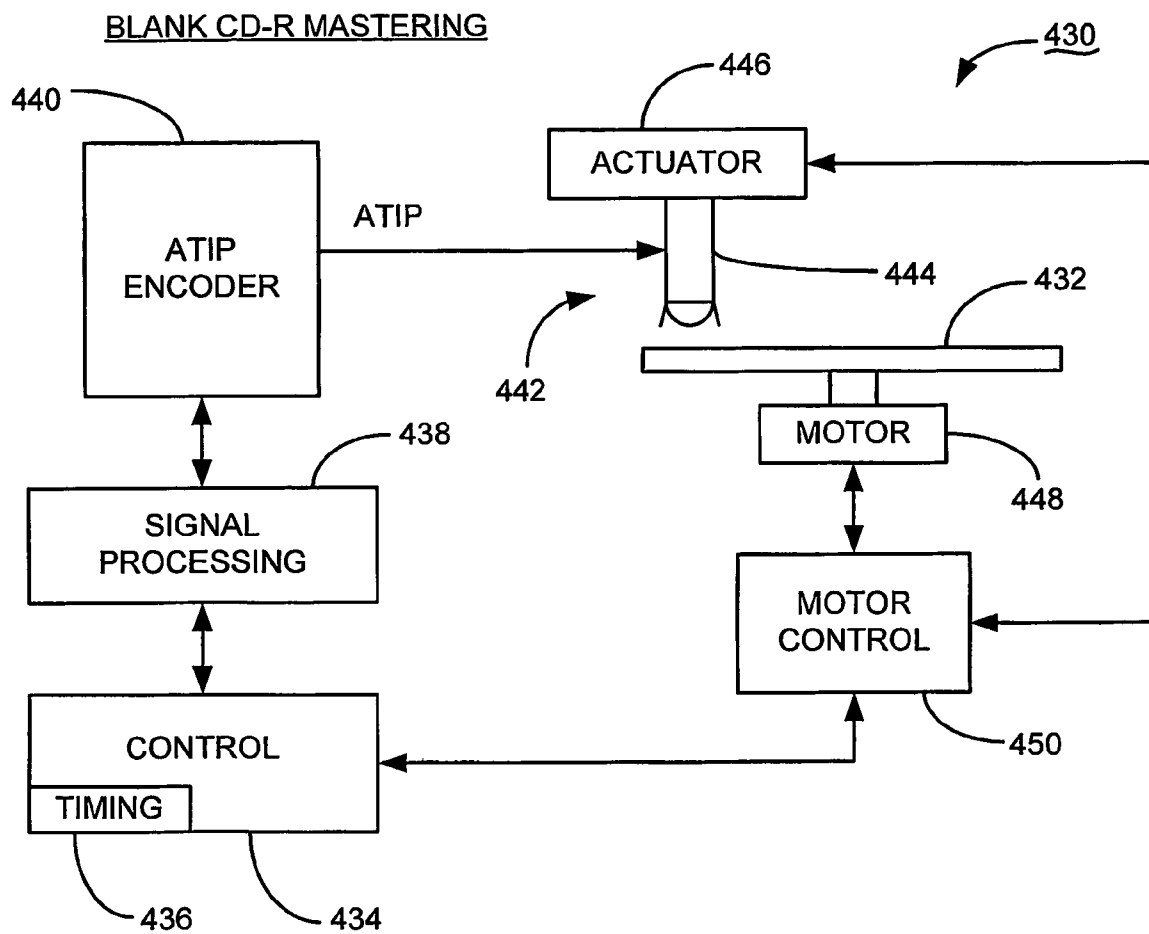 BLANK CD-R MASTERING
430
446
440
ACTUATOR
ATIP
ATIP
ENCODER
444
432
442
MOTOR
438
448
SIGNAL
PROCESSING
MOTOR
CONTROL
CONTROL
450
TIMING
436
434